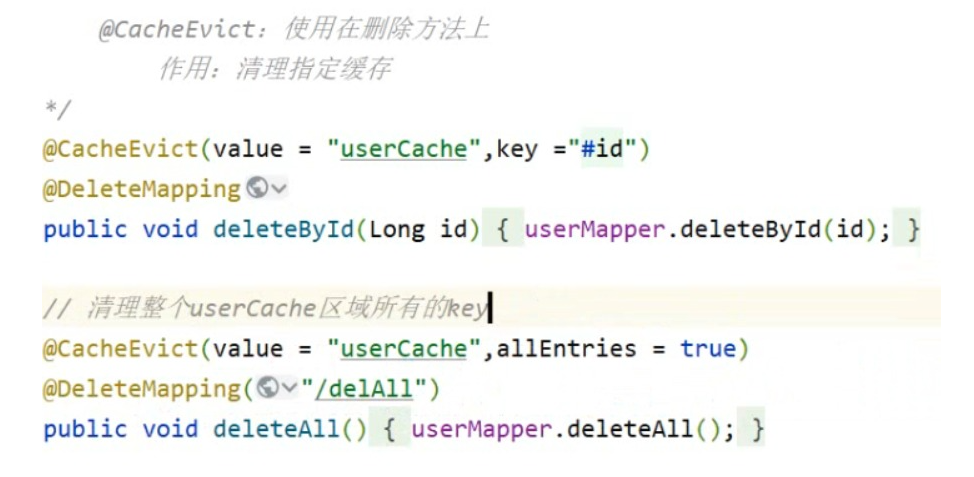 @CacheEvict：使用在删除方法上
作用：清理指定缓存
*/
@CacheEvict(value = "userCache",key ="#id")
@DeleteMapping
public void deleteById(Long id) { userMapper.deleteById(id); }
// 清理整个userCache区域所有的key
@CacheEvict(value = "userCache",allEntries = true)
@DeleteMapping("/delAll")
public void deleteAll() { userMapper.deleteAll(); }